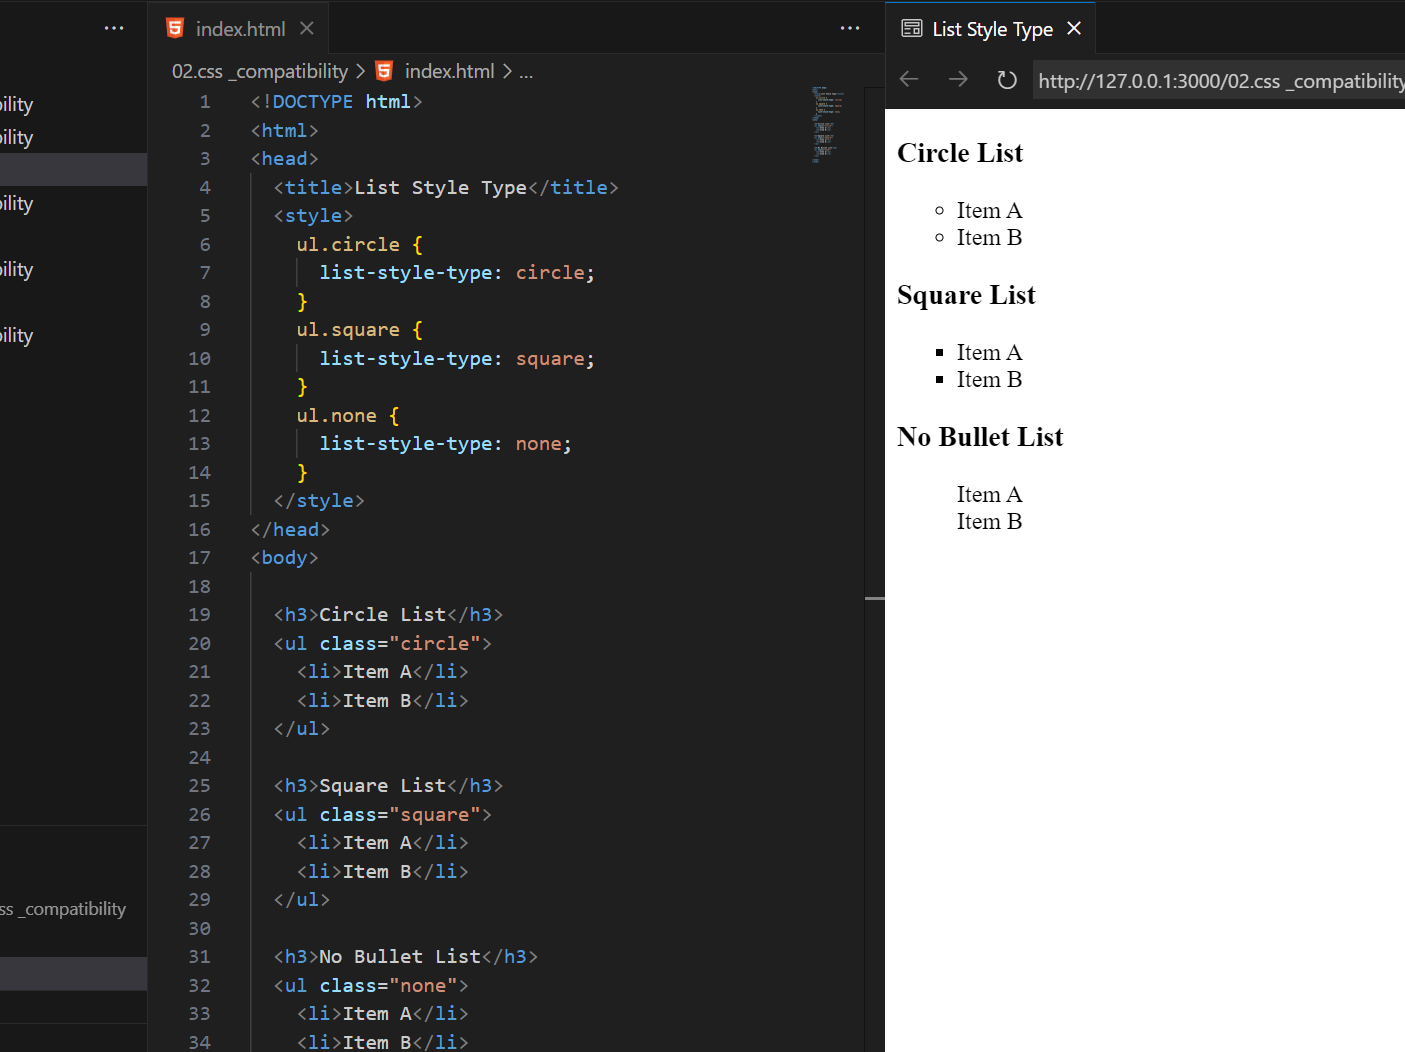 ility
ility
ility
ility
ility
ss _compatibility
index.html
02.css _compatibility > index.html > ...
1 <!DOCTYPE html>
2 <html>
3 <head>
4 <title>List Style Type</title>
5 <style>
6 ul.circle {
7 list-style-type: circle;
8 }
9 ul.square {
10 list-style-type: square;
11 }
12 ul.none {
13 list-style-type: none;
14 }
15 </style>
16 </head>
17 <body>
18
19 <h3>Circle List</h3>
20 <ul class="circle">
21 <li>Item A</li>
22 <li>Item B</li>
23 </ul>
24
25 <h3>Square List</h3>
26 <ul class="square">
27 <li>Item A</li>
28 <li>Item B</li>
29 </ul>
30
31 <h3>No Bullet List</h3>
32 <ul class="none">
33 <li>Item A</li>
34 <li>Item B</li>
List Style Type
http://127.0.0.1:3000/02.css _compatibility
Circle List
Item A
Item B
Square List
Item A
Item B
No Bullet List
Item A
Item B